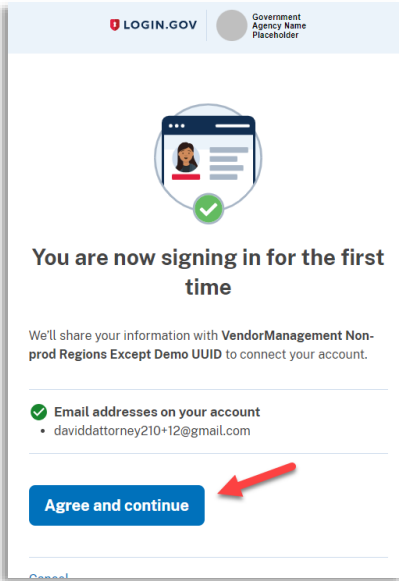 LOGIN.GOV
Government
Agency Name
Placeholder
You are now signing in for the first
time
We'll share your information with VendorManagement Non-
prod Regions Except Demo UUID to connect your account.
Email addresses on your account
• daviddattorney210+12@gmail.com
Agree and continue
Cancel